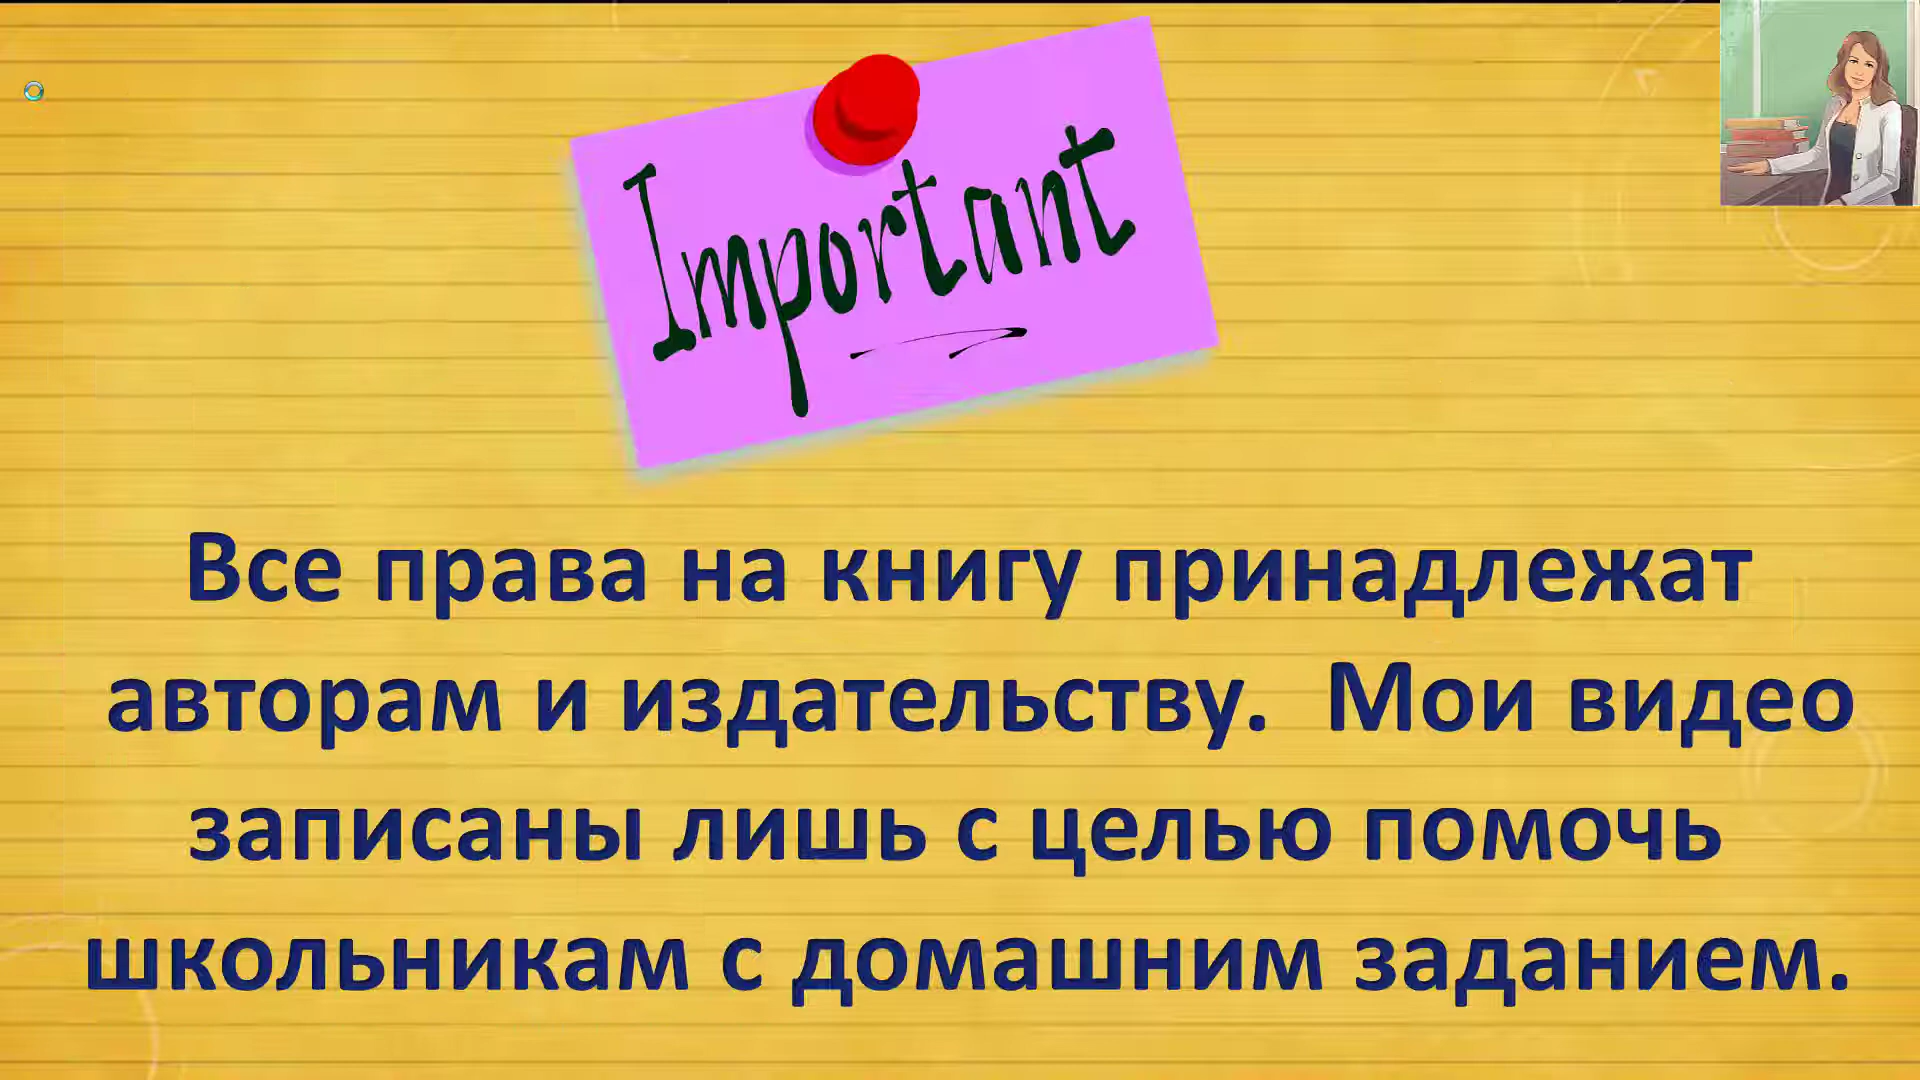 Important
Все права на книгу принадлежат
авторам и издательству. Мои видео
записаны лишь с целью помочь
школьникам с домашним заданием.